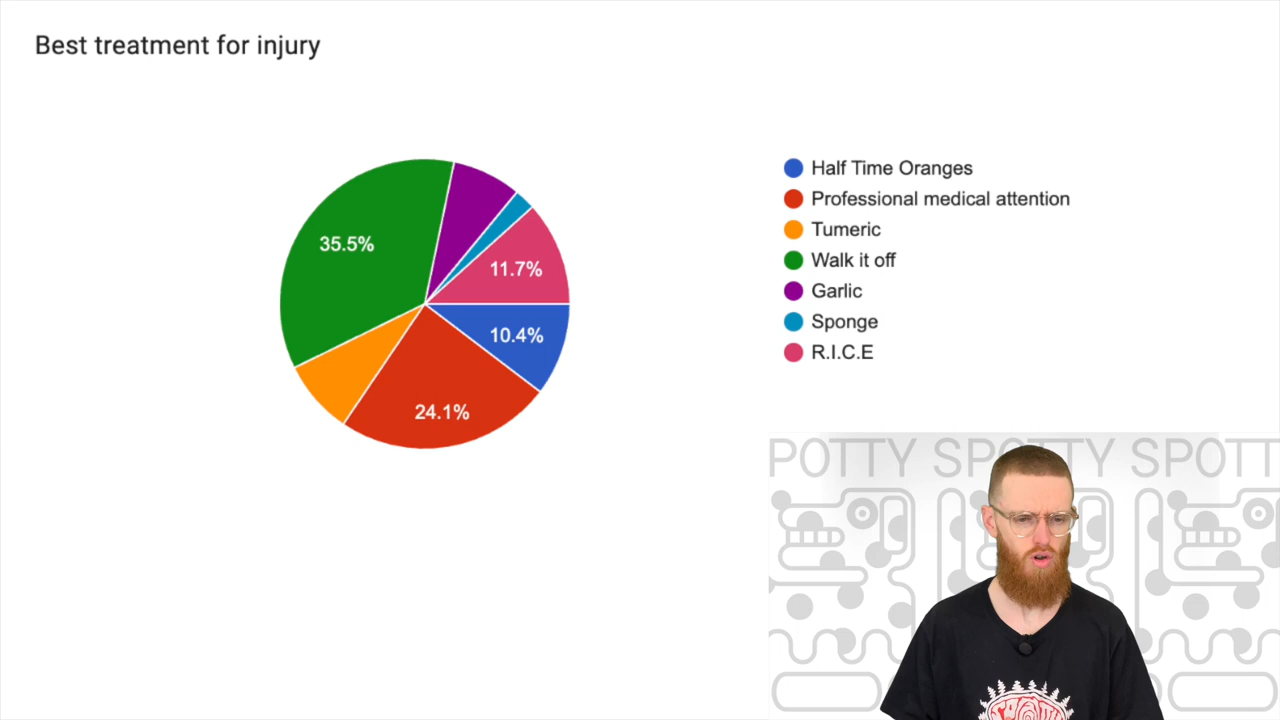 Best treatment for injury
35.5%
11.7%
10.4%
24.1%
Half Time Oranges
Professional medical attention
Tumeric
Walk it off
Garlic
Sponge
R.I.C.E
POTTY SPOTTY SPOTT